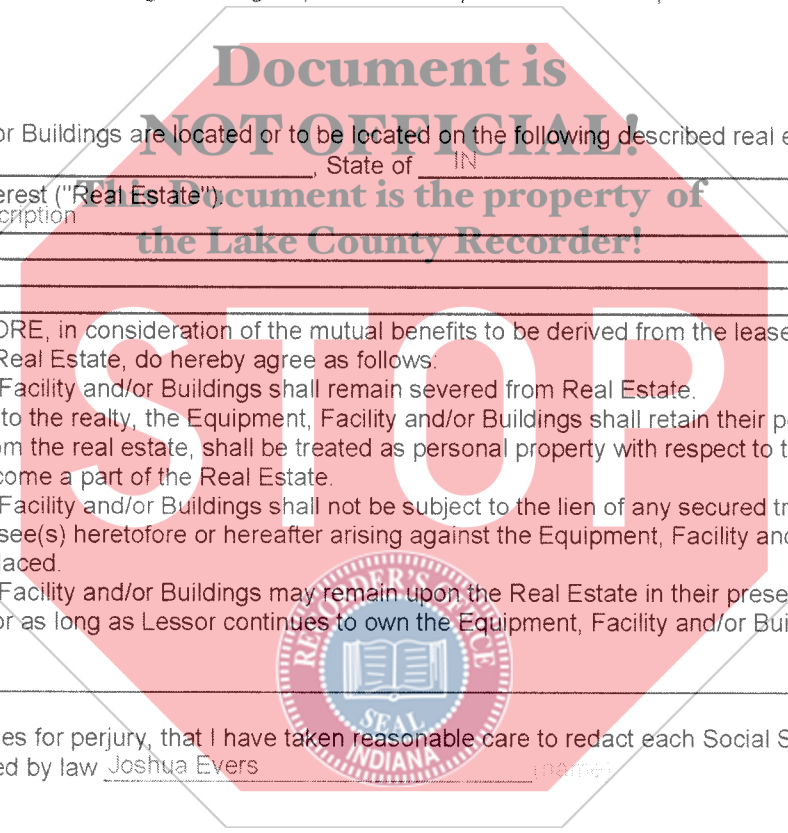 Document is
NOT OFFICIAL!
or Buildings are located or to be located on the following described real e
, State of IN
erest ("Real Estate"):
This Document is the property of
cription
the Lake County Recorder!
ORE, in consideration of the mutual benefits to be derived from the lease
Real Estate, do hereby agree as follows:
Facility and/or Buildings shall remain severed from Real Estate.
to the realty, the Equipment, Facility and/or Buildings shall retain their p
om the real estate, shall be treated as personal property with respect to t
come a part of the Real Estate.
Facility and/or Buildings shall not be subject to the lien of any secured tr
see(s) heretofore or hereafter arising against the Equipment, Facility and
laced.
Facility and/or Buildings may remain upon the Real Estate in their prese
or as long as Lessor continues to own the Equipment, Facility and/or Bui
STOP
RECORDER'S OFFICE
SEAL
INDIANA
es for perjury, that I have taken reasonable care to redact each Social S
ed by law Joshua Evers (name)